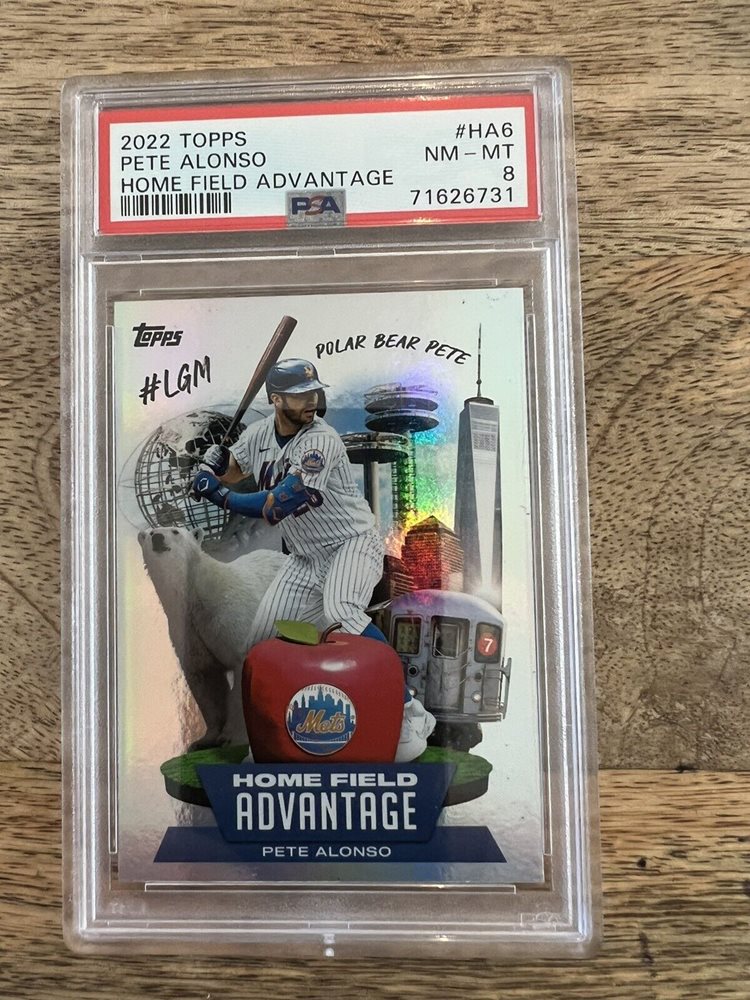 2022 TOPPS #HA6
PETE ALONSO NM - MT
HOME FIELD ADVANTAGE 8
PSA 71626731
Topps
#LGM
POLAR BEAR PETE
Mets
7
Mets
HOME FIELD
ADVANTAGE
PETE ALONSO